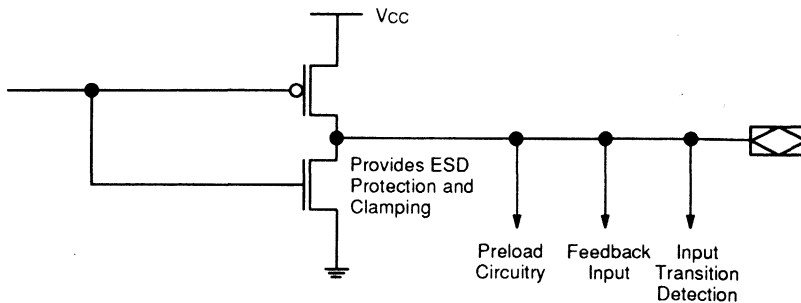 VCC
Provides ESD
Protection and
Clamping
Preload
Circuitry
Feedback
Input
Input
Transition
Detection